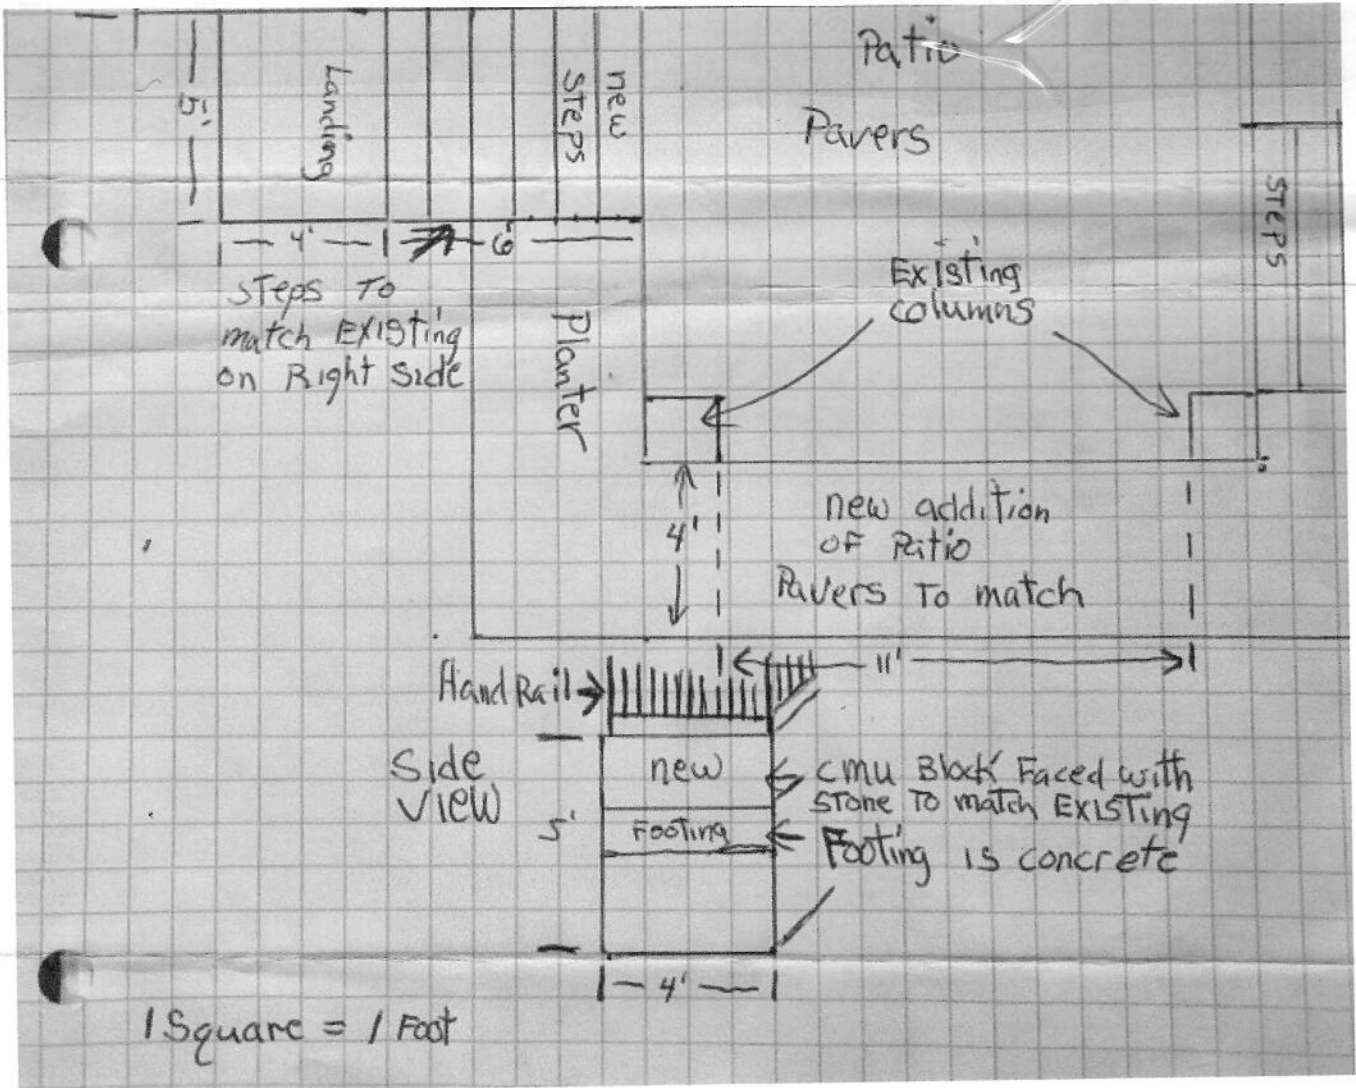 Patio
Pavers
5'
Landing
STEPS
new
STEPS
4'
6'
STEPS TO
match EXISTing
on Right Side
Planter
EXISTing
columns
4'
new addition
OF Patio
Pavers To match
11'
Hand Rail
Side
VIEW
new
5'
Footing
cmu Block Faced with
STone To match EXISTING
Footing is concrete
4'
1 Square = 1 Foot